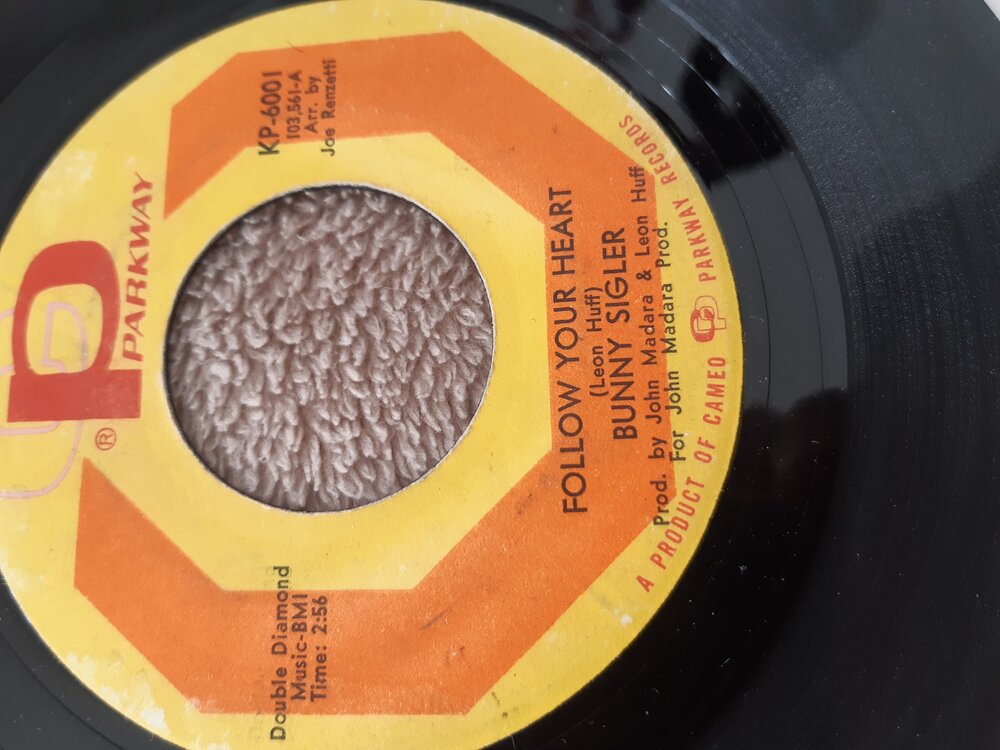 P
PARKWAY
®
Double Diamond
Music-BMI
Time: 2:56
KP-6001
103,561-A
Arr. by
Joe Renzetti
FOLLOW YOUR HEART
(Leon Huff)
BUNNY SIGLER
Prod. by John Madara & Leon Huff
For John Madara Prod.
A PRODUCT OF CAMEO P PARKWAY RECORDS